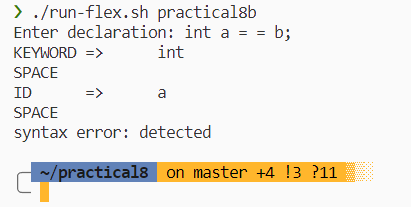 ❯ ./run-flex.sh practical8b
Enter declaration: int a = = b;
KEYWORD => int
SPACE
ID => a
SPACE
syntax error: detected
~/practical8 on master +4 !3 ?11